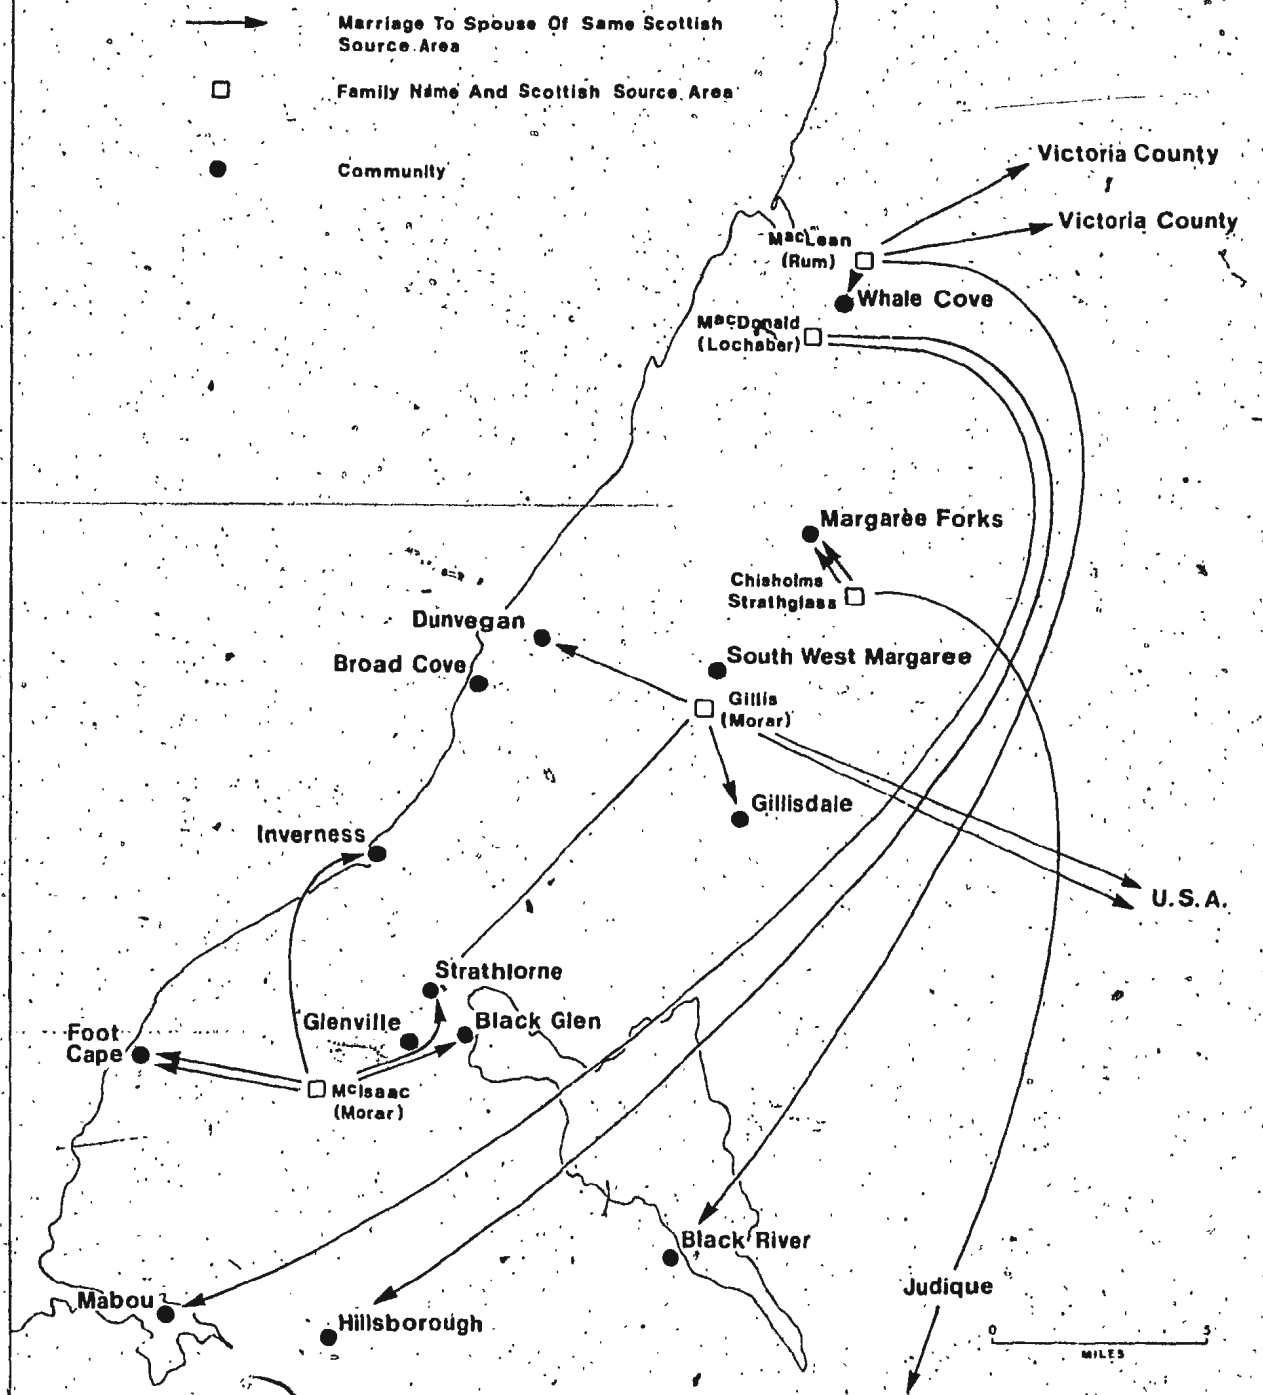 Marriage To Spouse Of Same Scottish
Source Area
Family Name And Scottish Source Area
Community
Victoria County
Victoria County
MacLean
(Rum)
Whale Cove
MacDonald
(Lochaber)
Margaree Forks
Chisholms
Strathglass
Dunvegan
South West Margaree
Broad Cove
Gillis
(Morar)
Gillisdale
Inverness
U.S.A.
Strathlorne
Glenville
Black Glen
Foot
Cape
McIsaac
(Morar)
Black River
Judique
Mabou
Hillsborough
0 5
MILES